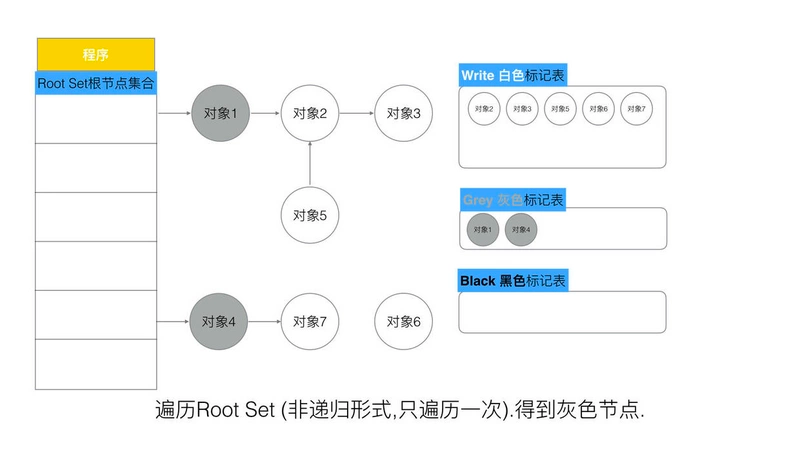 程序
Root Set根节点集合
对象1
对象2
对象3
对象5
对象4
对象7
对象6
Write 白色标记表
对象2
对象3
对象5
对象6
对象7
Grey 灰色标记表
对象1
对象4
Black 黑色标记表
遍历Root Set (非递归形式,只遍历一次).得到灰色节点.